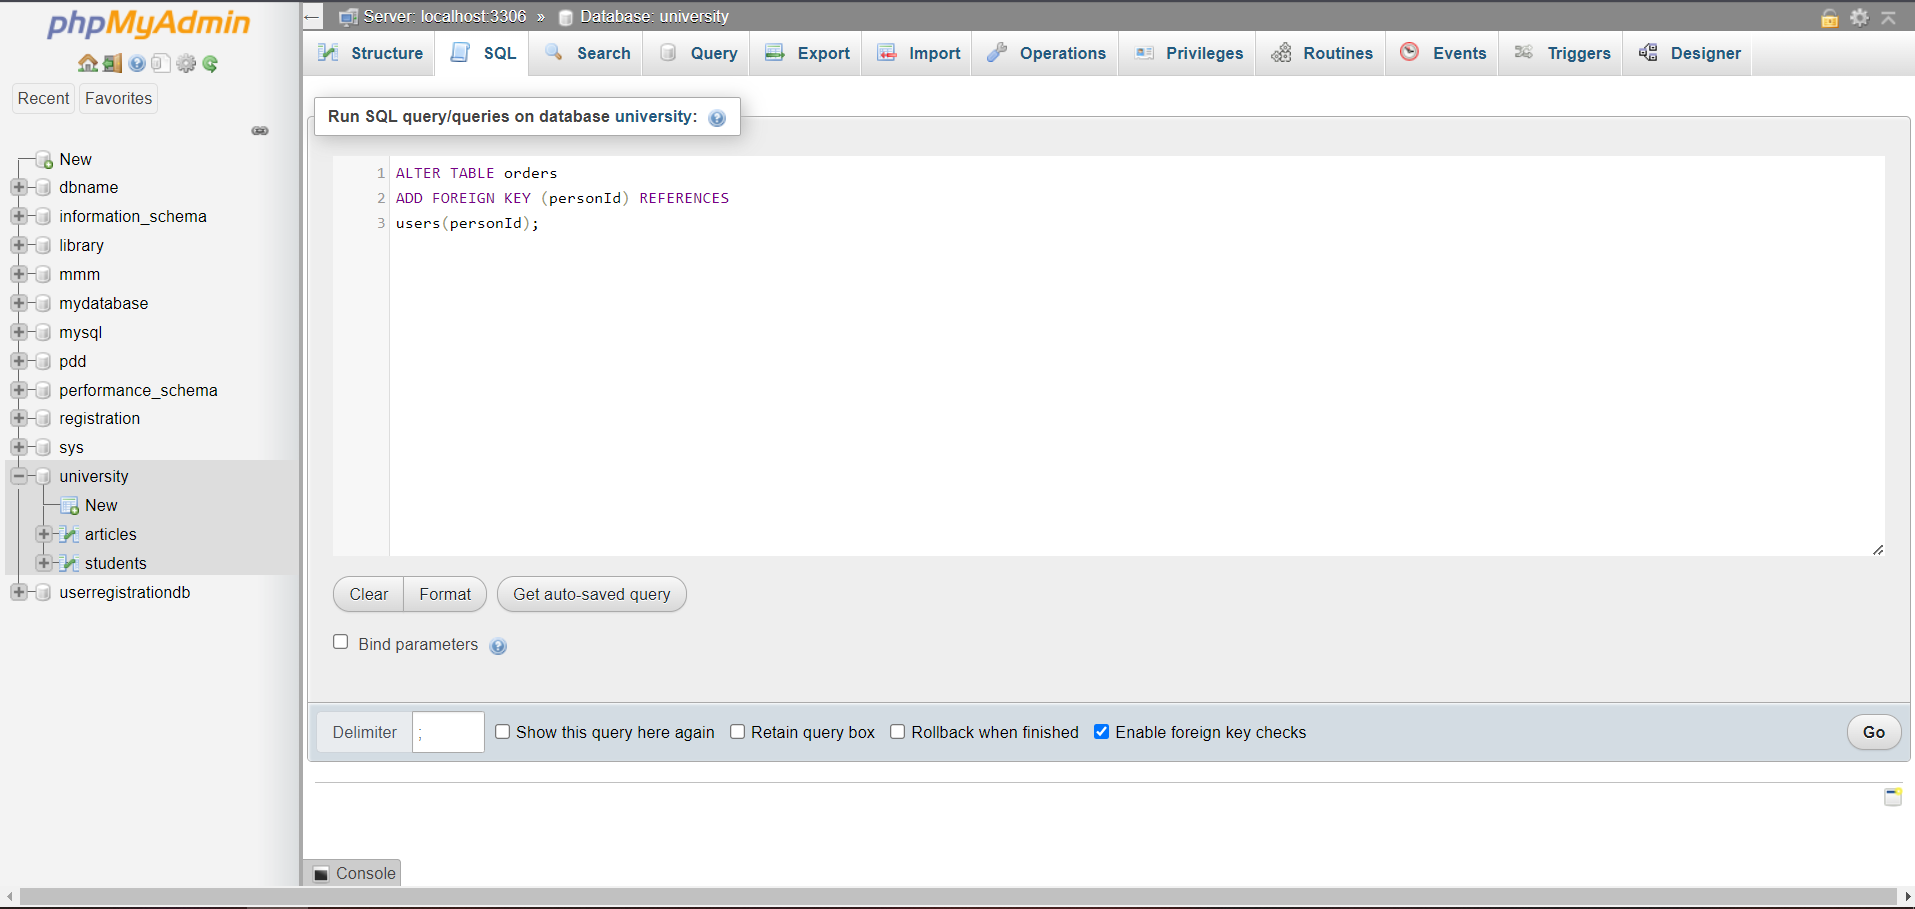 phpMyAdmin
Recent Favorites
New
dbname
information_schema
library
mmm
mydatabase
mysql
pdd
performance_schema
registration
sys
university
New
articles
students
userregistrationdb
Server: localhost:3306 » Database: university
Structure SQL Search Query Export Import Operations Privileges Routines Events Triggers Designer
Run SQL query/queries on database university:
1 ALTER TABLE orders
2 ADD FOREIGN KEY (personId) REFERENCES
3 users(personId);
Clear Format Get auto-saved query
Bind parameters
Delimiter ; Show this query here again Retain query box Rollback when finished Enable foreign key checks Go
Console